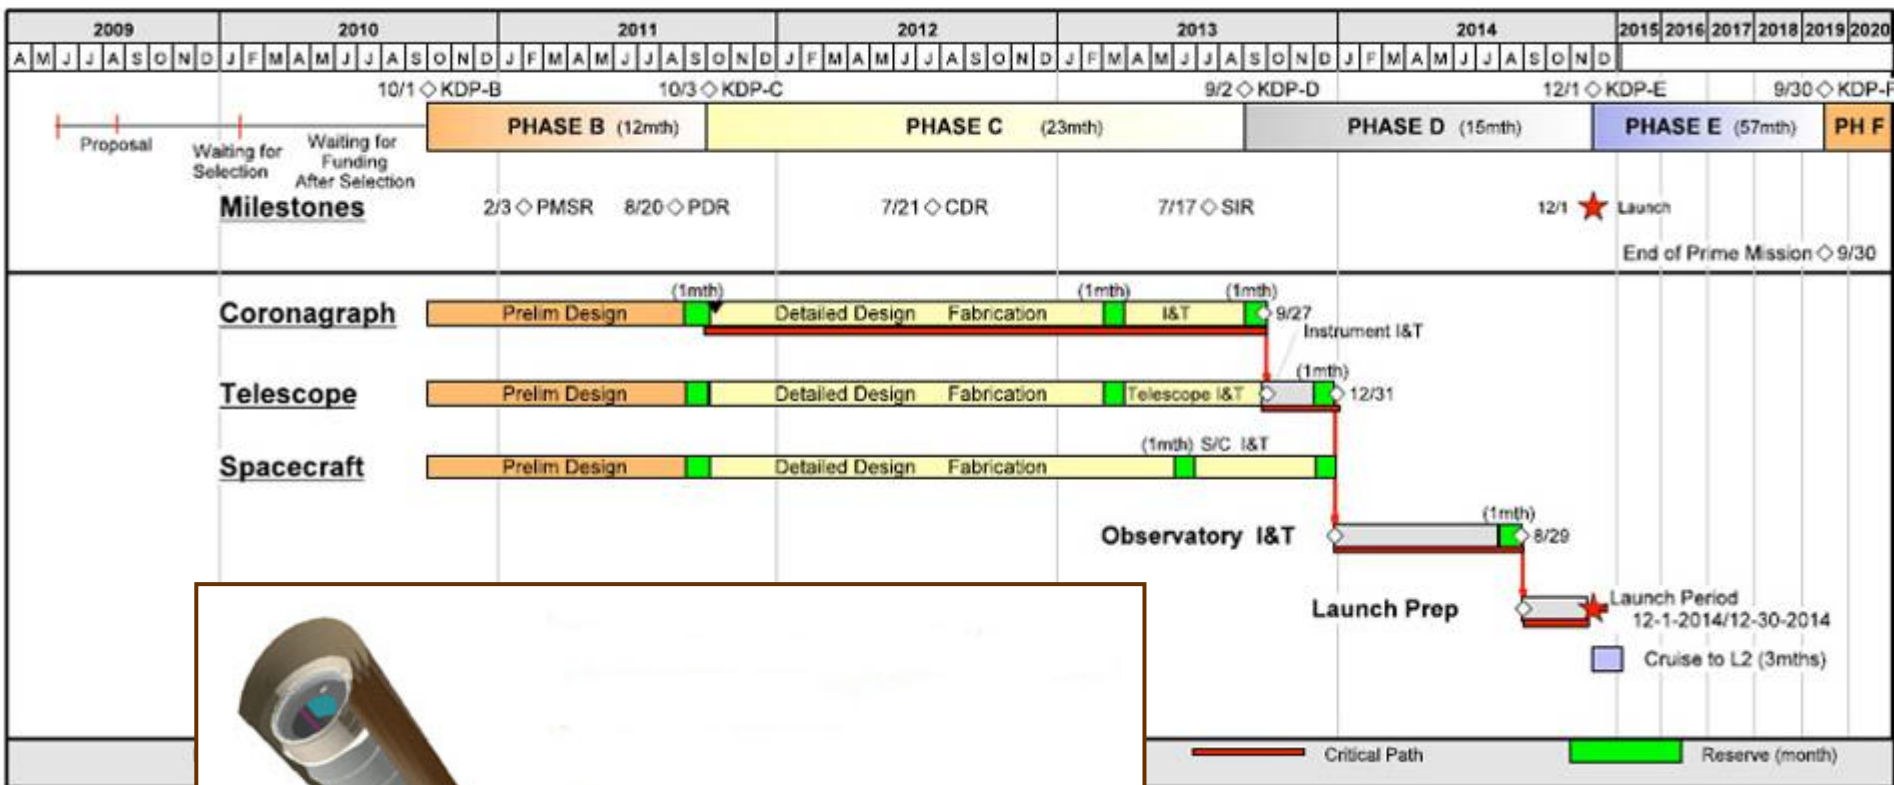 2009 2010 2011 2012 2013 2014 2015 2016 2017 2018 2019 2020
A M J J A S O N D J F M A M J J A S O N D J F M A M J J A S O N D J F M A M J J A S O N D J F M A M J J A S O N D J F M A M J J A S O N D
10/1 KDP-B 10/3 KDP-C 9/2 KDP-D 12/1 KDP-E 9/30 KDP-F
PHASE B (12mth) PHASE C (23mth) PHASE D (15mth) PHASE E (57mth) PH F
Proposal
Waiting for
Selection
Waiting for
Funding
After Selection
Milestones 2/3 PMSR 8/20 PDR 7/21 CDR 7/17 SIR 12/1 Launch
End of Prime Mission 9/30
(1mth) (1mth) (1mth)
Coronagraph Prelim Design Detailed Design Fabrication I&T 9/27
Instrument I&T
(1mth)
Telescope Prelim Design Detailed Design Fabrication Telescope I&T 12/31
(1mth) S/C I&T
Spacecraft Prelim Design Detailed Design Fabrication
(1mth)
Observatory I&T 8/29
Launch Prep
Launch Period
12-1-2014/12-30-2014
Cruise to L2 (3mths)
Critical Path Reserve (month)